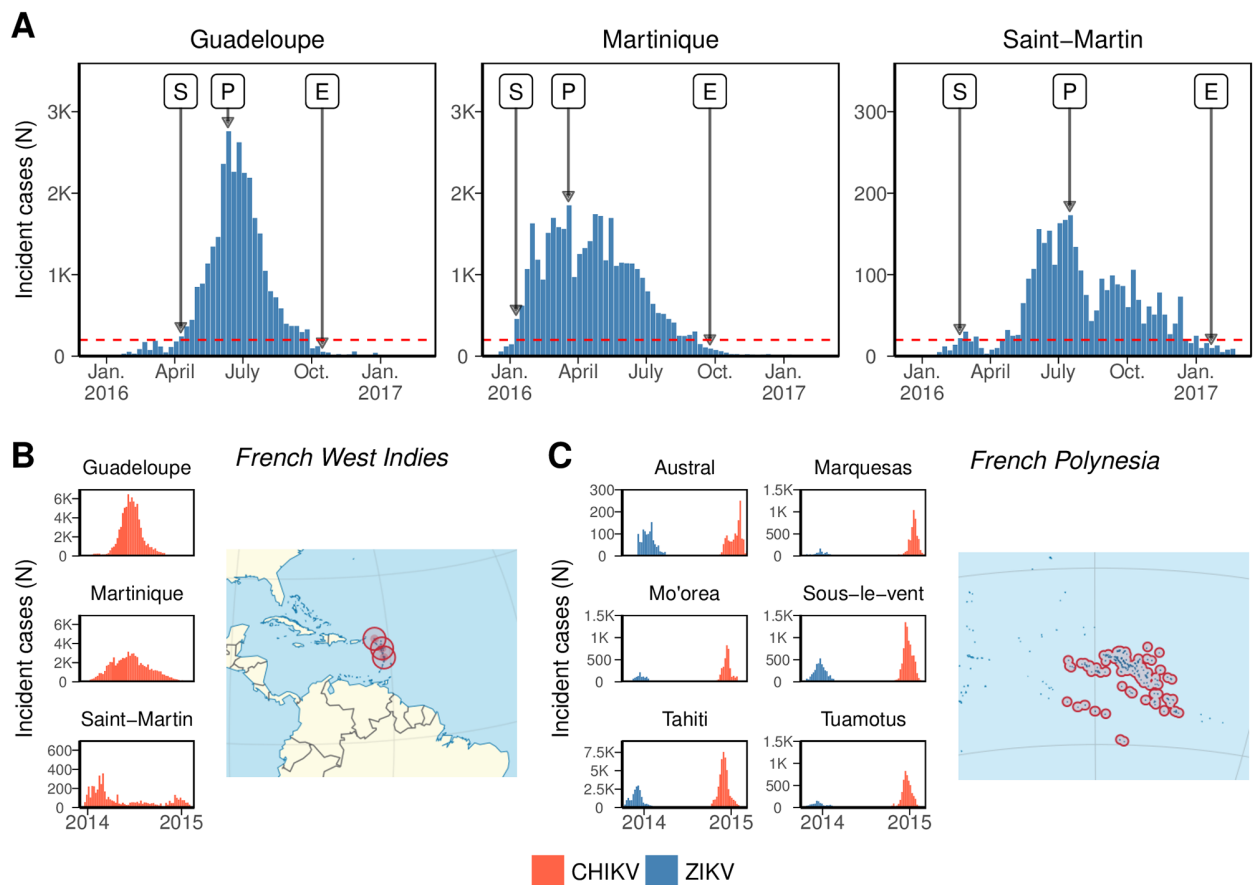 A
Guadeloupe
Martinique
Saint−Martin
Incident cases (N)
S P E
S P E
S P E
3K
2K
1K
0
3K
2K
1K
0
300
200
100
0
Jan. April July Oct. Jan.
2016 2017
Jan. April July Oct. Jan.
2016 2017
Jan. April July Oct. Jan.
2016 2017
B
French West Indies
Incident cases (N)
Guadeloupe
6K
4K
2K
0
Martinique
6K
4K
2K
0
Saint−Martin
600
400
200
0
2014 2015
C
French Polynesia
Incident cases (N)
Austral
300
200
100
0
Marquesas
1.5K
1K
500
0
Mo'orea
1.5K
1K
500
0
Sous−le−vent
1.5K
1K
500
0
Tahiti
7.5K
5K
2.5K
0
2014 2015
Tuamotus
1.5K
1K
500
0
2014 2015
CHIKV ZIKV